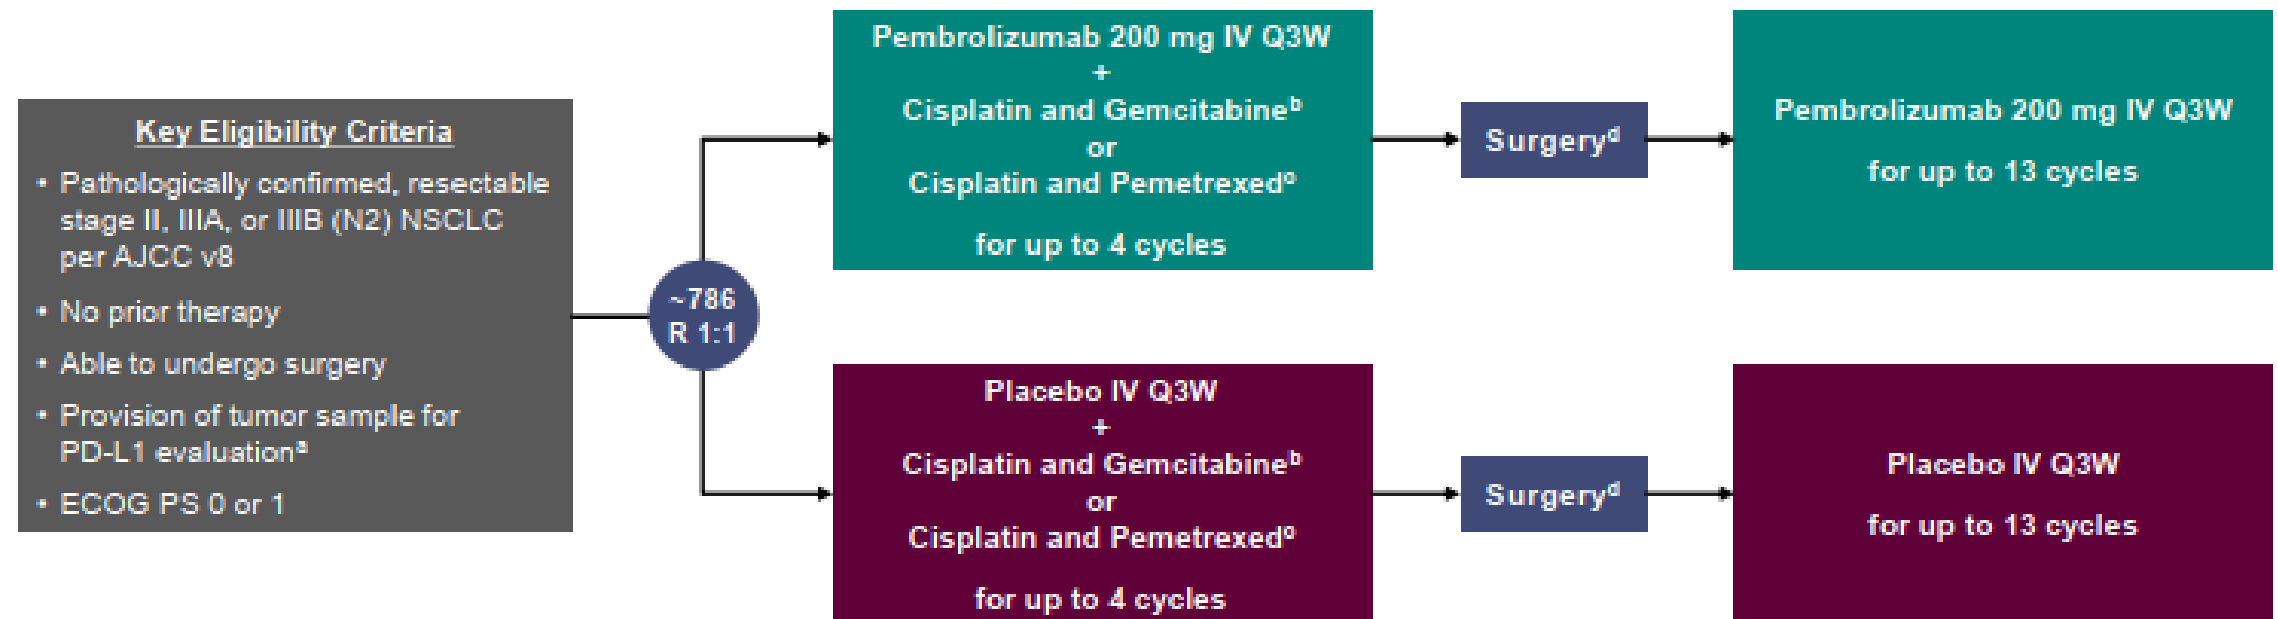 Key Eligibility Criteria
• Pathologically confirmed, resectable
stage II, IIIA, or IIIB (N2) NSCLC
per AJCC v8
• No prior therapy
• Able to undergo surgery
• Provision of tumor sample for
PD-L1 evaluationᵃ
• ECOG PS 0 or 1
~786
R 1:1
Pembrolizumab 200 mg IV Q3W
+
Cisplatin and Gemcitabineᵇ
or
Cisplatin and Pemetrexedᶜ
for up to 4 cycles
Surgeryᵈ
Pembrolizumab 200 mg IV Q3W
for up to 13 cycles
Placebo IV Q3W
+
Cisplatin and Gemcitabineᵇ
or
Cisplatin and Pemetrexedᶜ
for up to 4 cycles
Surgeryᵈ
Placebo IV Q3W
for up to 13 cycles